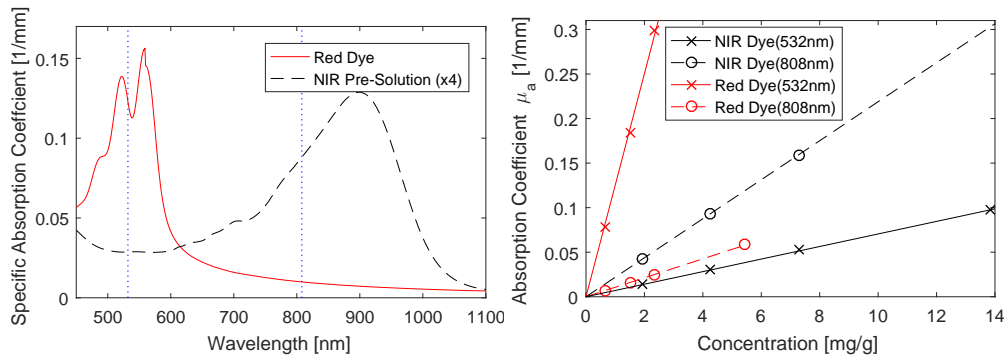 Specific Absorption Coefficient [1/mm]
0.15
0.1
0.05
0
500
600
700
800
900
1000
1100
Wavelength [nm]
Red Dye
NIR Pre-Solution (x4)
Absorption Coefficient μa [1/mm]
0.3
0.25
0.2
0.15
0.1
0.05
0
0
2
4
6
8
10
12
14
Concentration [mg/g]
NIR Dye(532nm)
NIR Dye(808nm)
Red Dye(532nm)
Red Dye(808nm)